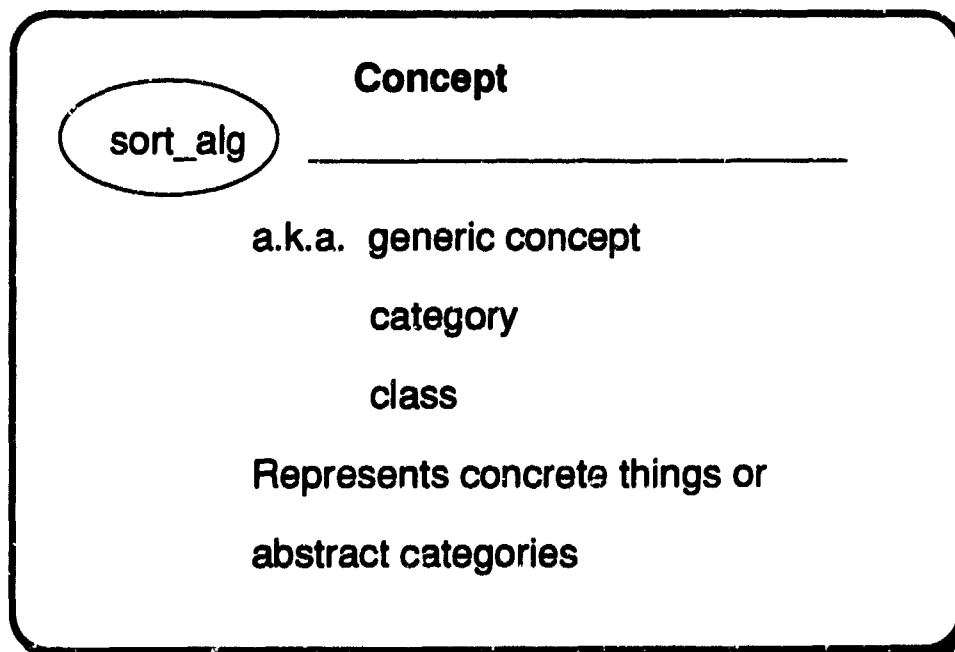 Concept
sort_alg
a.k.a. generic concept
category
class
Represents concrete things or
abstract categories